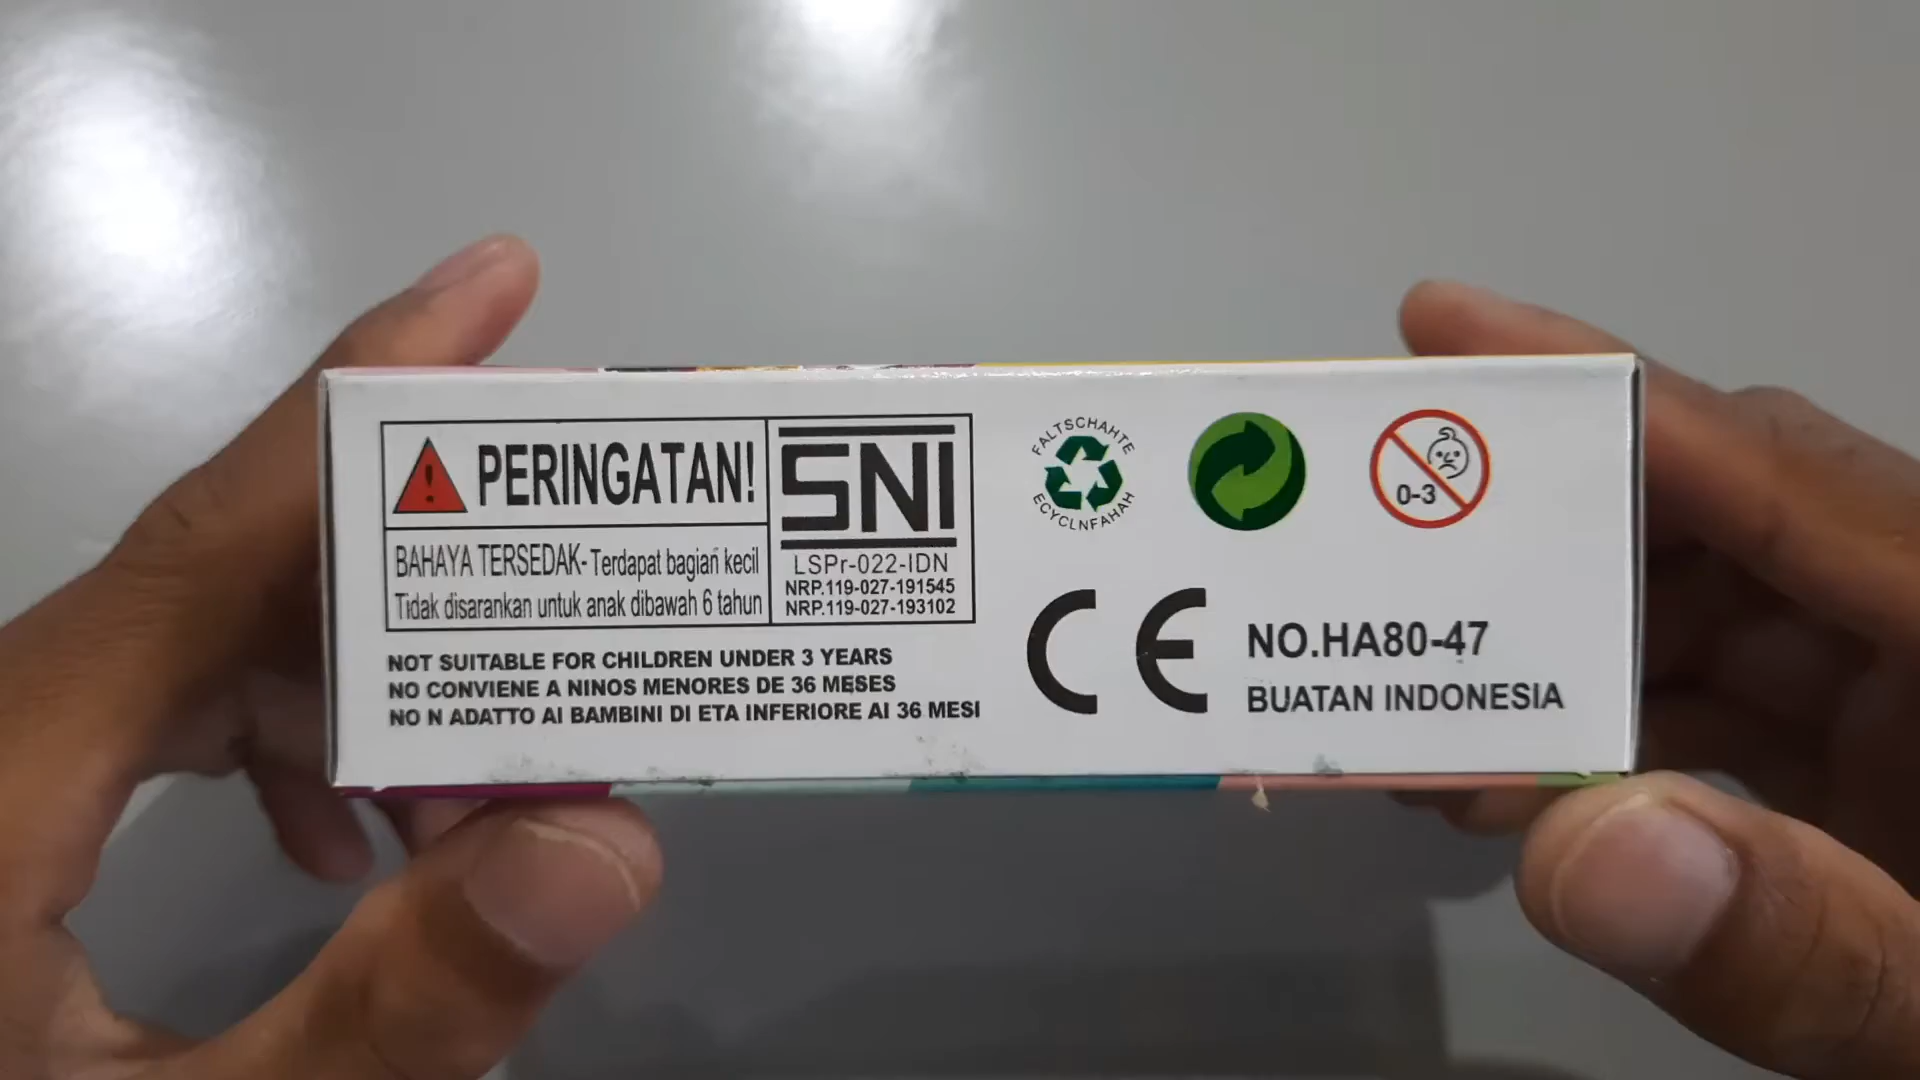 PERINGATAN!
BAHAYA TERSEDAK- Terdapat bagian kecil
Tidak disarankan untuk anak dibawah 6 tahun
SNI
LSPr-022-IDN
NRP.119-027-191545
NRP.119-027-193102
NOT SUITABLE FOR CHILDREN UNDER 3 YEARS
NO CONVIENE A NINOS MENORES DE 36 MESES
NO N ADATTO AI BAMBINI DI ETA INFERIORE AI 36 MESI
FALTSCHAHTE
ECYCLNFAHAH
0-3
CE
NO.HA80-47
BUATAN INDONESIA